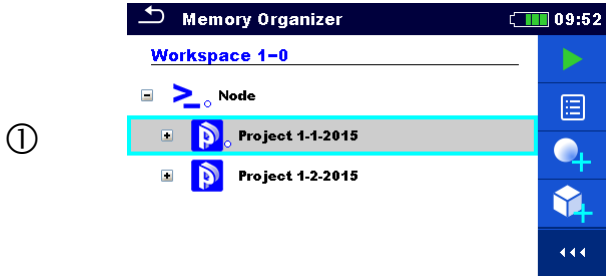 Memory Organizer 09:52
Workspace 1-0
Node
①
Project 1-1-2015
Project 1-2-2015